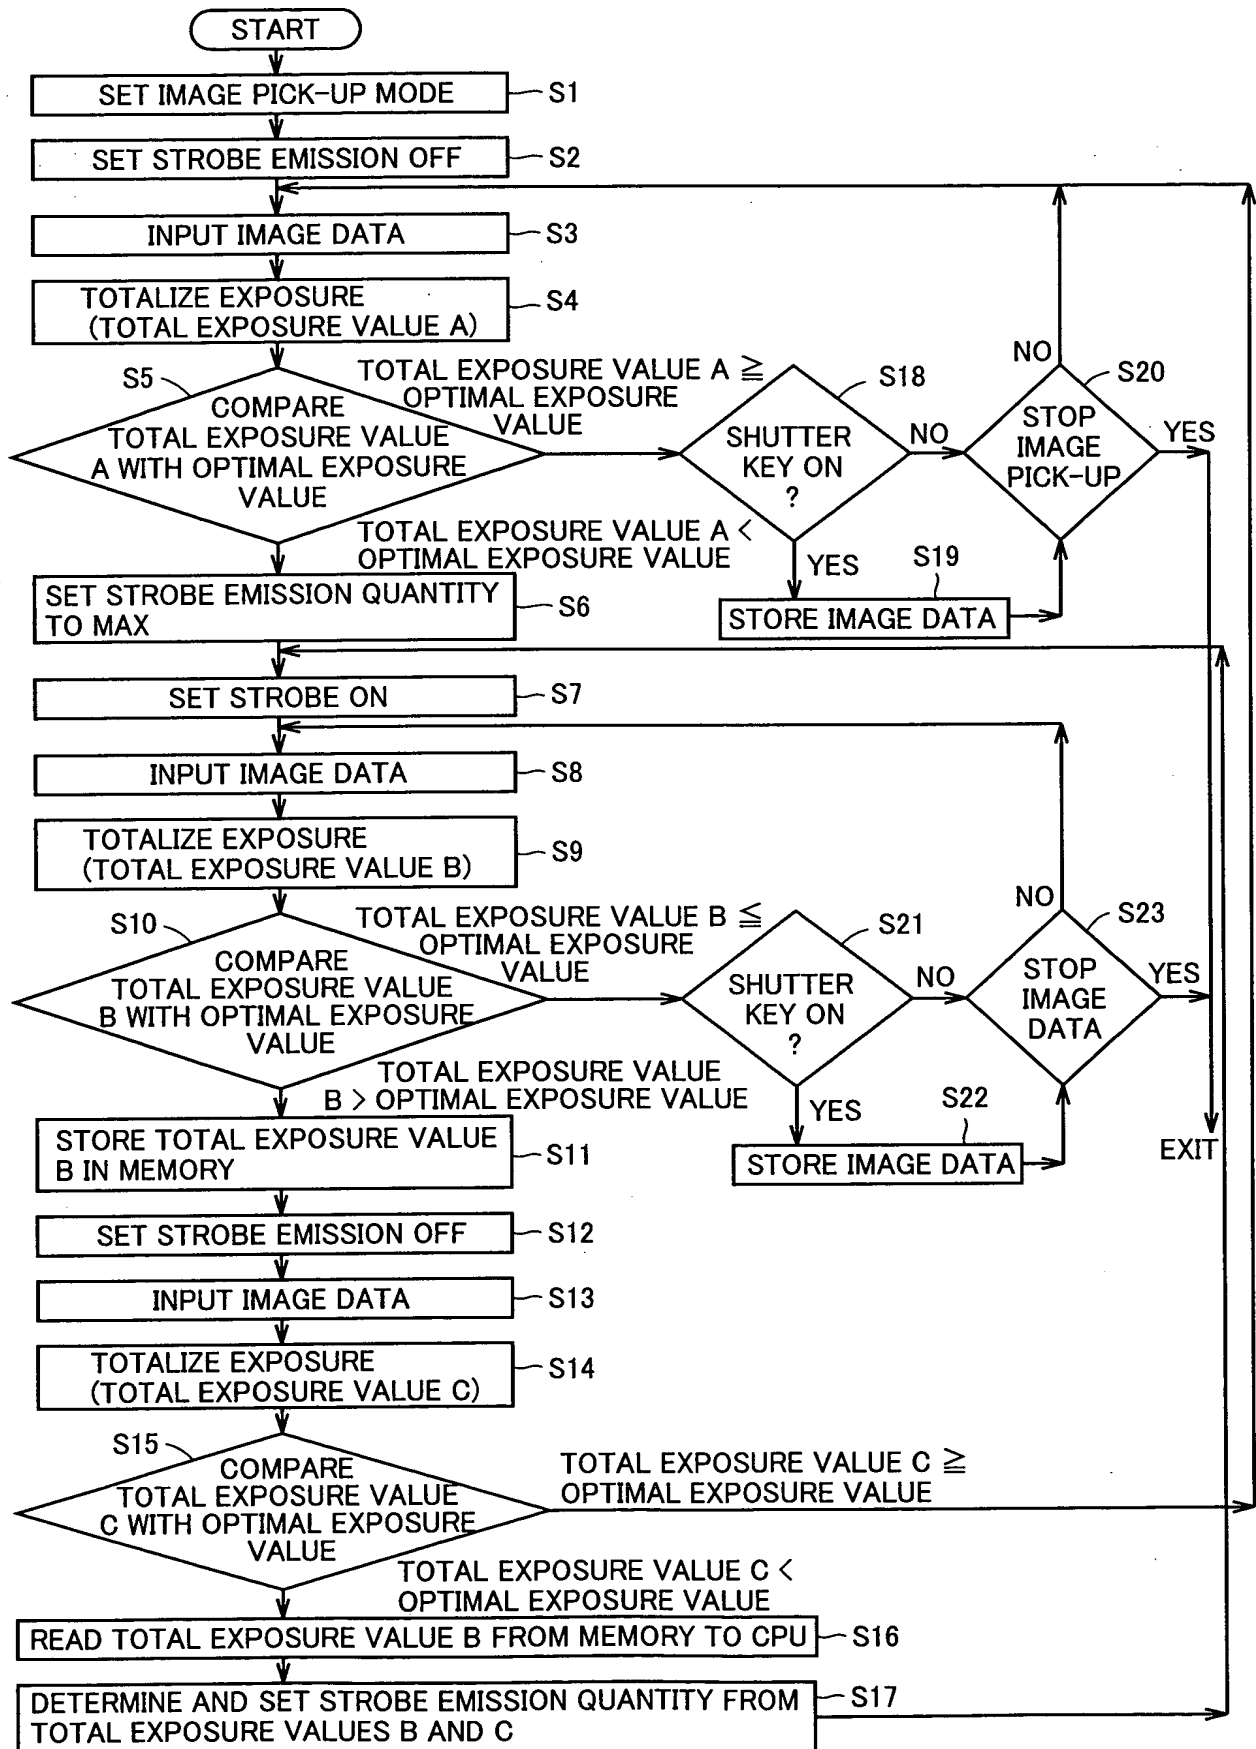 START
SET IMAGE PICK-UP MODE
S1
SET STROBE EMISSION OFF
S2
INPUT IMAGE DATA
S3
TOTALIZE EXPOSURE
(TOTAL EXPOSURE VALUE A)
S4
S5
COMPARE
TOTAL EXPOSURE VALUE
A WITH OPTIMAL EXPOSURE
VALUE
TOTAL EXPOSURE VALUE A ≧
OPTIMAL EXPOSURE
VALUE
S18
SHUTTER
KEY ON
?
NO
YES
S19
STORE IMAGE DATA
S20
STOP
IMAGE
PICK-UP
NO
YES
TOTAL EXPOSURE VALUE A <
OPTIMAL EXPOSURE VALUE
SET STROBE EMISSION QUANTITY
TO MAX
S6
SET STROBE ON
S7
INPUT IMAGE DATA
S8
TOTALIZE EXPOSURE
(TOTAL EXPOSURE VALUE B)
S9
S10
COMPARE
TOTAL EXPOSURE VALUE
B WITH OPTIMAL EXPOSURE
VALUE
TOTAL EXPOSURE VALUE B ≦
OPTIMAL EXPOSURE
VALUE
S21
SHUTTER
KEY ON
?
NO
YES
S22
STORE IMAGE DATA
S23
STOP
IMAGE
DATA
NO
YES
EXIT
TOTAL EXPOSURE VALUE
B > OPTIMAL EXPOSURE VALUE
STORE TOTAL EXPOSURE VALUE
B IN MEMORY
S11
SET STROBE EMISSION OFF
S12
INPUT IMAGE DATA
S13
TOTALIZE EXPOSURE
(TOTAL EXPOSURE VALUE C)
S14
S15
COMPARE
TOTAL EXPOSURE VALUE
C WITH OPTIMAL EXPOSURE
VALUE
TOTAL EXPOSURE VALUE C ≧
OPTIMAL EXPOSURE VALUE
TOTAL EXPOSURE VALUE C <
OPTIMAL EXPOSURE VALUE
READ TOTAL EXPOSURE VALUE B FROM MEMORY TO CPU
S16
DETERMINE AND SET STROBE EMISSION QUANTITY FROM
TOTAL EXPOSURE VALUES B AND C
S17